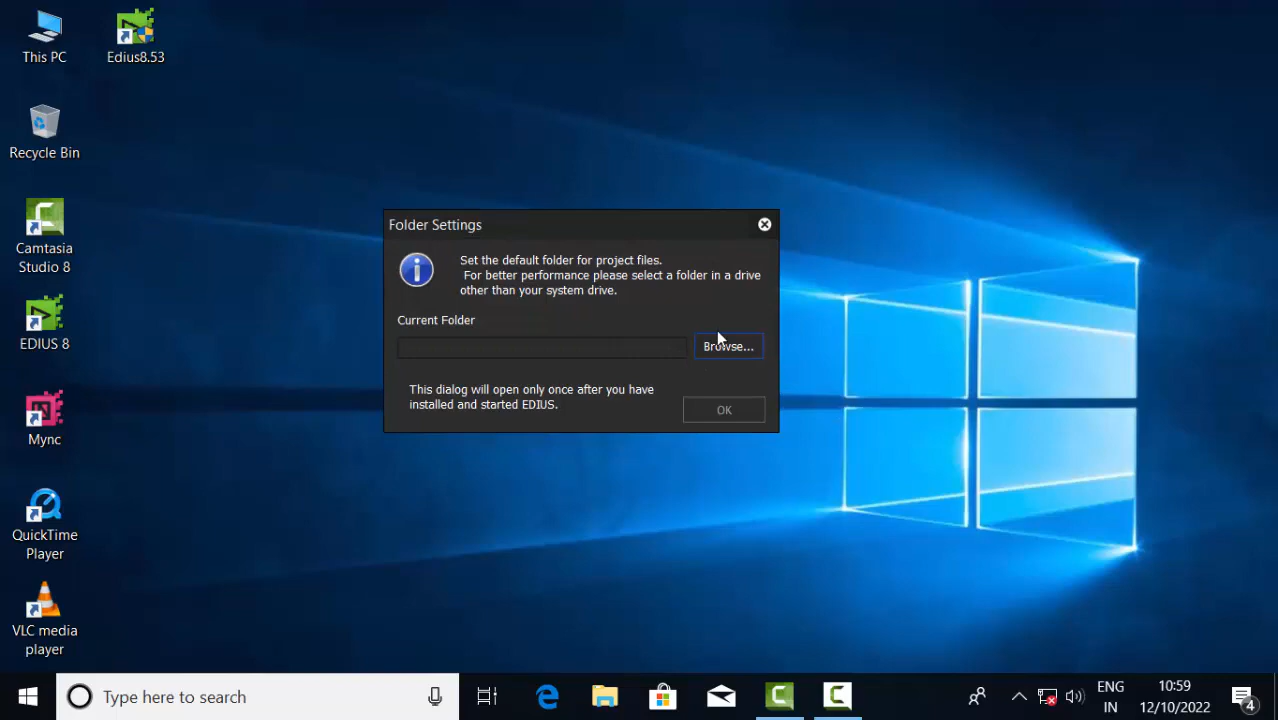 This PC
Edius8.53
Recycle Bin
Camtasia
Studio 8
EDIUS 8
Mync
QuickTime
Player
VLC media
player
Folder Settings
Set the default folder for project files.
For better performance please select a folder in a drive
other than your system drive.
Current Folder
Browse...
This dialog will open only once after you have
installed and started EDIUS.
OK
Type here to search
ENG
IN
10:59
12/10/2022
4